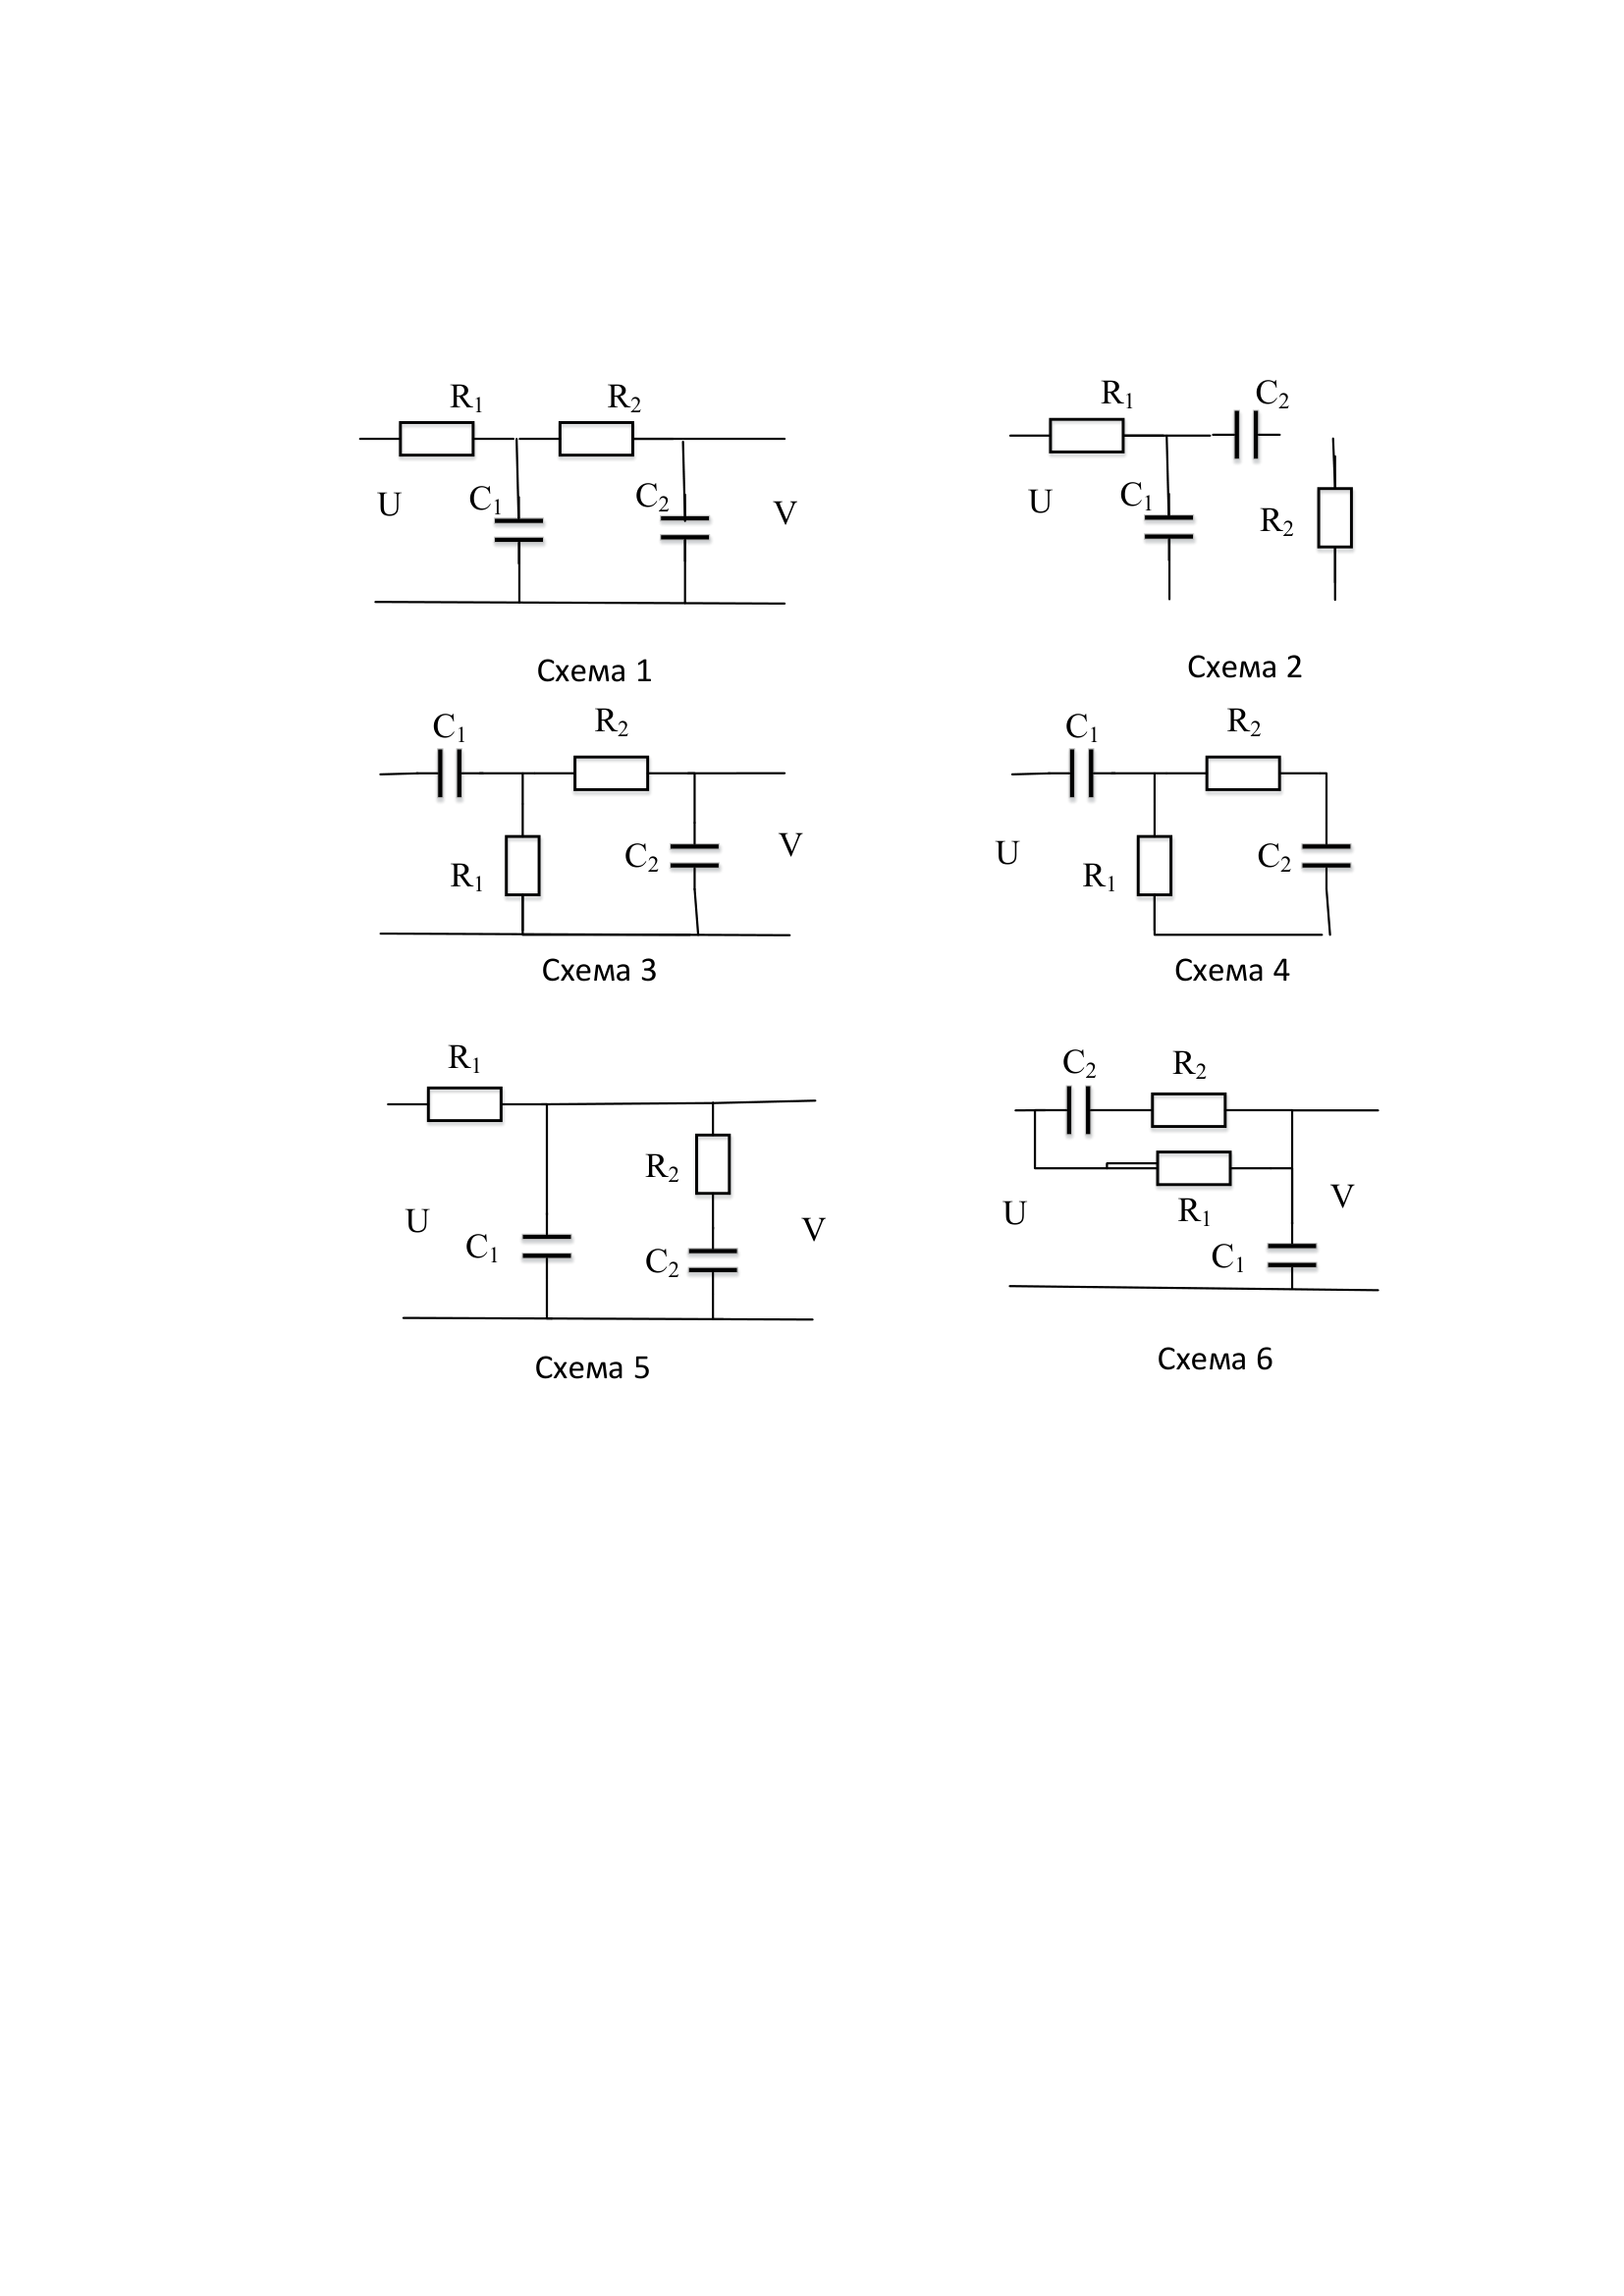 R₁ R₂
U C₁ C₂ V
Схема 1
R₁ C₂
U C₁ R₂
Схема 2
C₁ R₂
R₁ C₂ V
Схема 3
C₁ R₂
U R₁ C₂
Схема 4
R₁
R₂
U C₁ C₂ V
Схема 5
C₂ R₂
U R₁ V
C₁
Схема 6